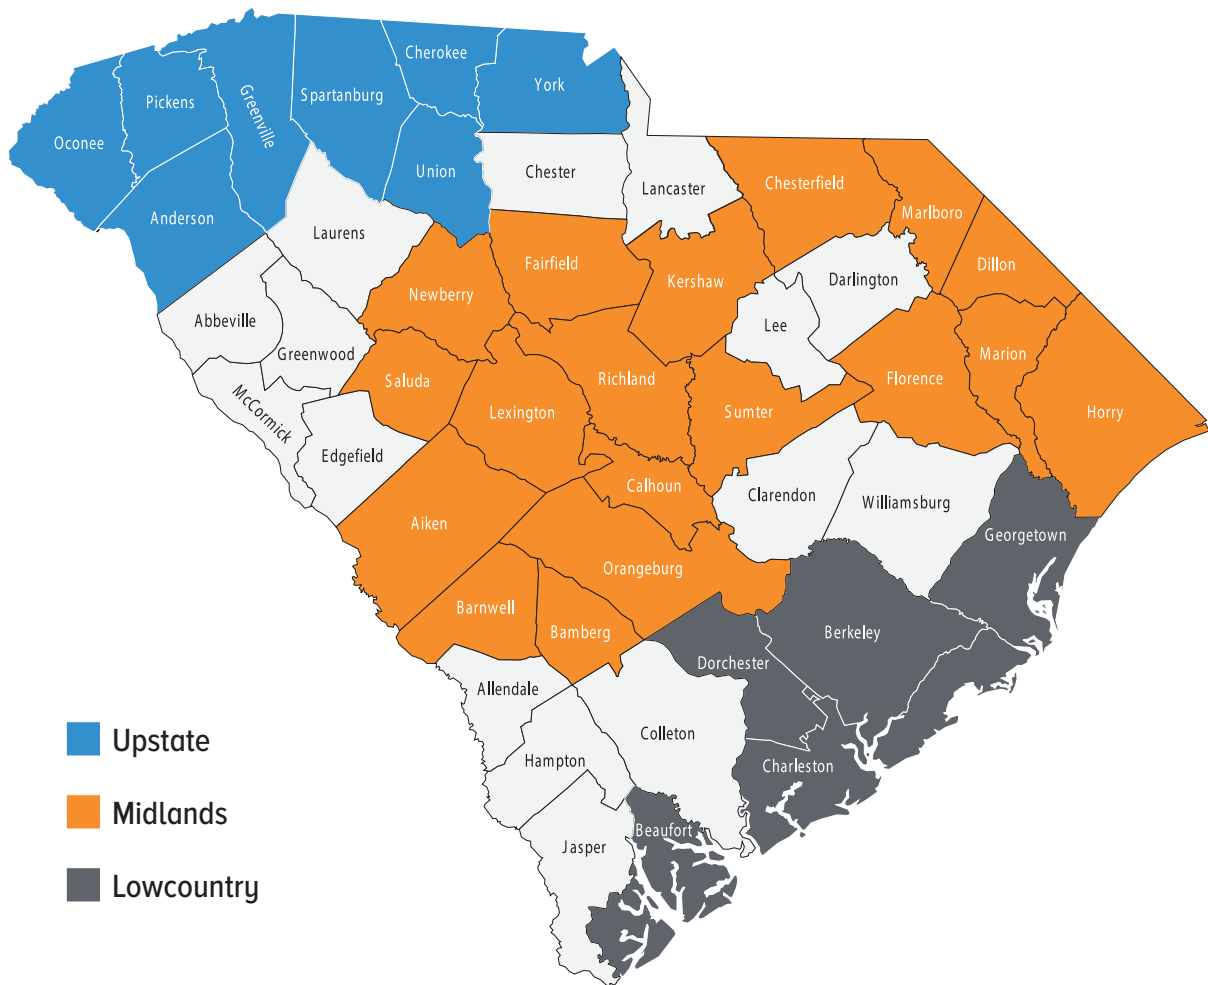 Cherokee
York
Spartanburg
Greenville
Pickens
Oconee
Union
Chester
Lancaster
Chesterfield
Marlboro
Anderson
Laurens
Fairfield
Kershaw
Darlington
Dillon
Newberry
Abbeville
Lee
Greenwood
Saluda
Richland
Florence
Marion
McCormick
Lexington
Sumter
Horry
Edgefield
Calhoun
Clarendon
Williamsburg
Aiken
Georgetown
Orangeburg
Barnwell
Bamberg
Berkeley
Dorchester
Allendale
Colleton
Upstate
Hampton
Charleston
Midlands
Beaufort
Jasper
Lowcountry